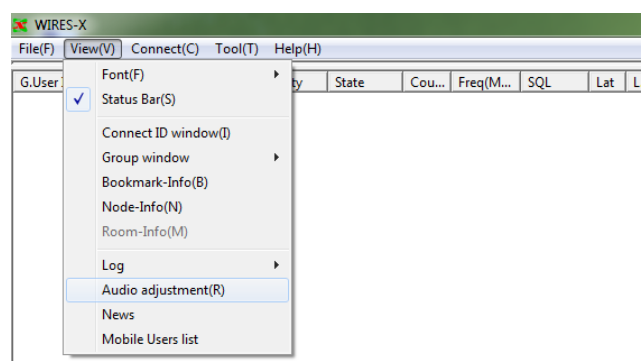 WIRES-X
File(F) View(V) Connect(C) Tool(T) Help(H)
G.User ty State Cou... Freq(M... SQL Lat L
Font(F)
Status Bar(S)
Connect ID window(I)
Group window
Bookmark-Info(B)
Node-Info(N)
Room-Info(M)
Log
Audio adjustment(R)
News
Mobile Users list